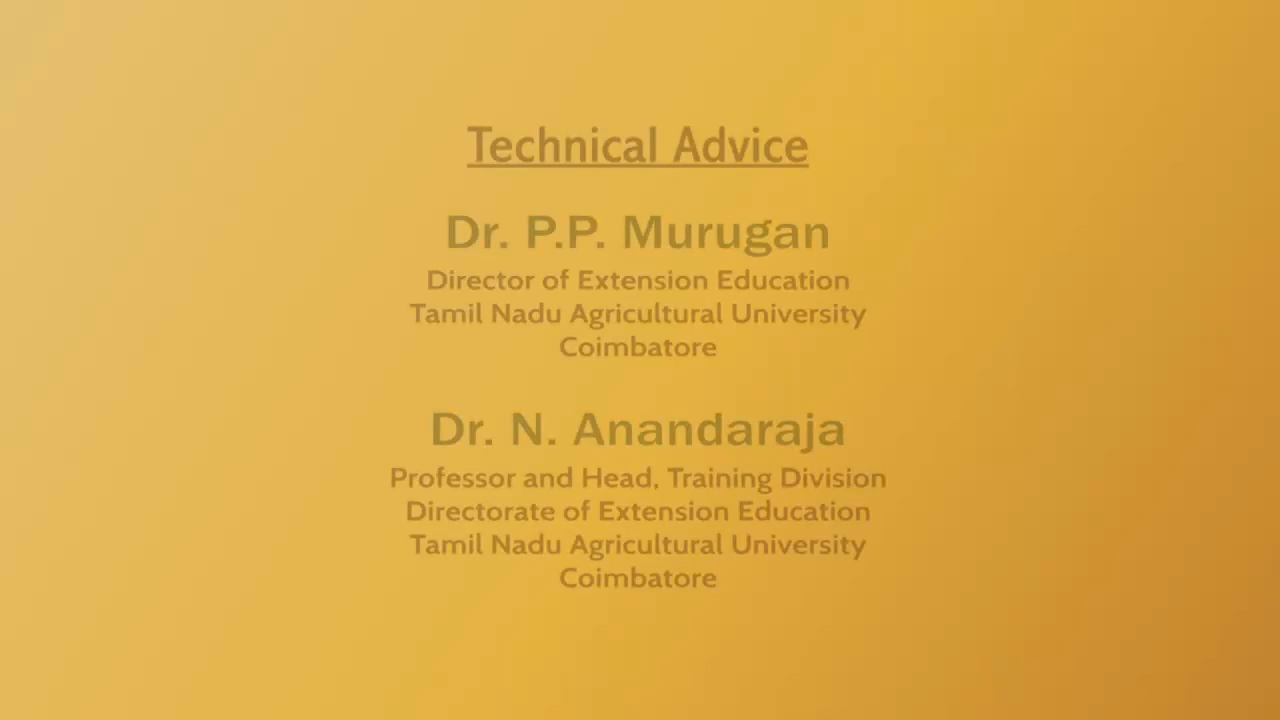 Technical Advice
Dr. P.P. Murugan
Director of Extension Education
Tamil Nadu Agricultural University
Coimbatore
Dr. N. Anandaraja
Professor and Head, Training Division
Directorate of Extension Education
Tamil Nadu Agricultural University
Coimbatore